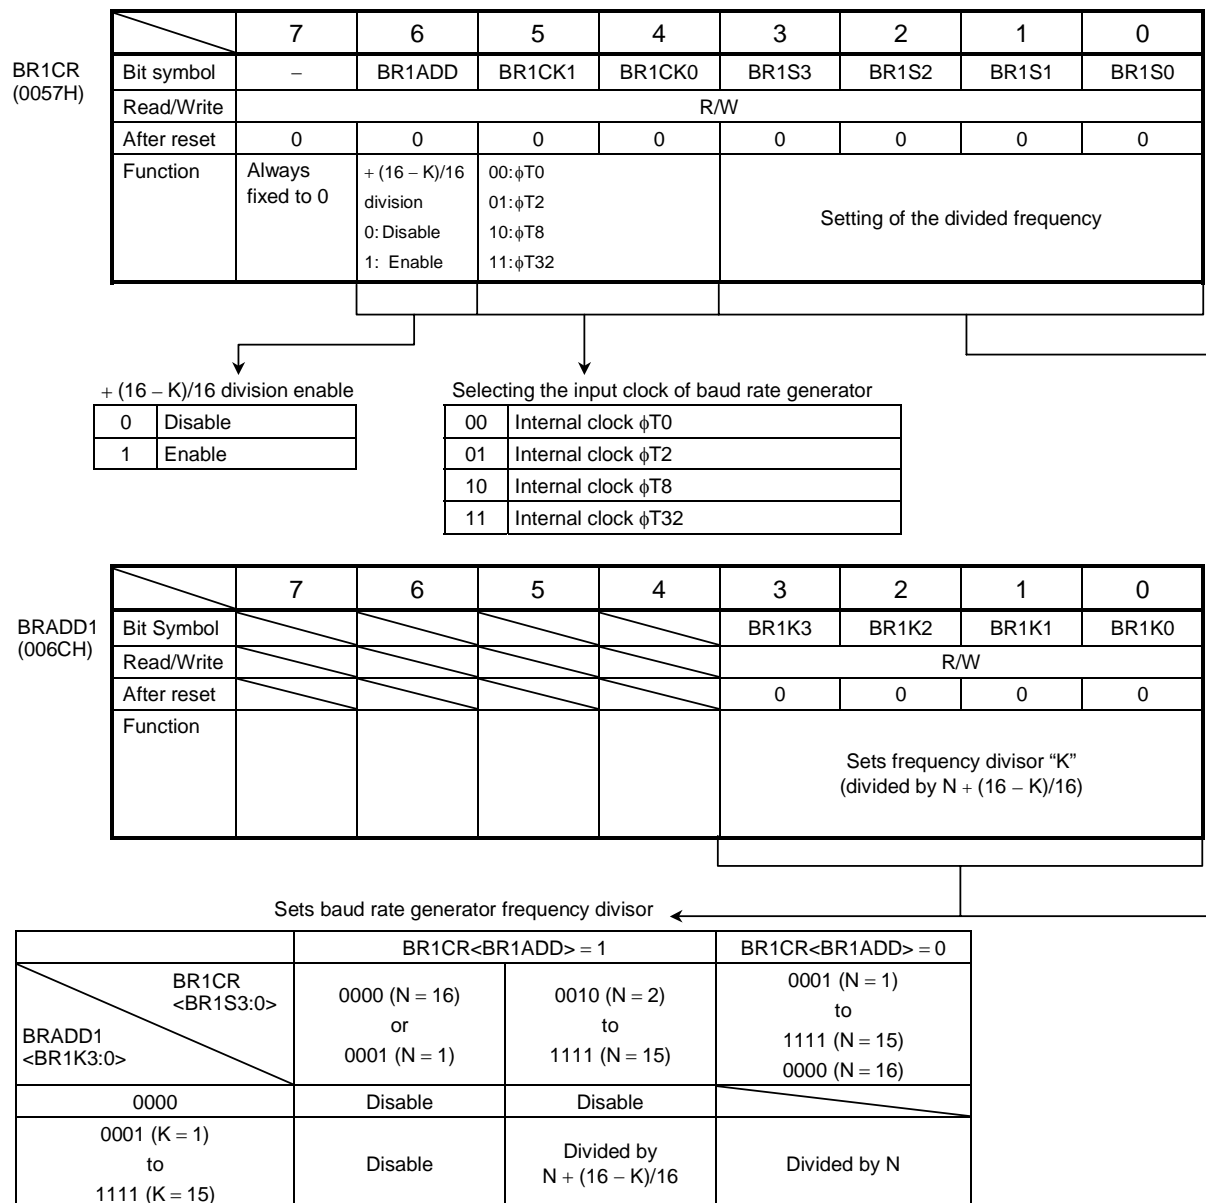 7 6 5 4 3 2 1 0
BR1CR
(0057H)
Bit symbol – BR1ADD BR1CK1 BR1CK0 BR1S3 BR1S2 BR1S1 BR1S0
Read/Write R/W
After reset 0 0 0 0 0 0 0 0
Function
Always
fixed to 0
+ (16 – K)/16
division
0: Disable
1: Enable
00:ϕT0
01:ϕT2
10:ϕT8
11:ϕT32
Setting of the divided frequency
+ (16 – K)/16 division enable
0 Disable
1 Enable
Selecting the input clock of baud rate generator
00 Internal clock ϕT0
01 Internal clock ϕT2
10 Internal clock ϕT8
11 Internal clock ϕT32
7 6 5 4 3 2 1 0
BRADD1
(006CH)
Bit Symbol BR1K3 BR1K2 BR1K1 BR1K0
Read/Write R/W
After reset 0 0 0 0
Function
Sets frequency divisor “K”
(divided by N + (16 – K)/16)
Sets baud rate generator frequency divisor
BR1CR<BR1ADD> = 1 BR1CR<BR1ADD> = 0
BR1CR
<BR1S3:0>
BRADD1
<BR1K3:0>
0000 (N = 16)
or
0001 (N = 1)
0010 (N = 2)
to
1111 (N = 15)
0001 (N = 1)
to
1111 (N = 15)
0000 (N = 16)
0000 Disable Disable
0001 (K = 1)
to
1111 (K = 15)
Disable
Divided by
N + (16 – K)/16
Divided by N